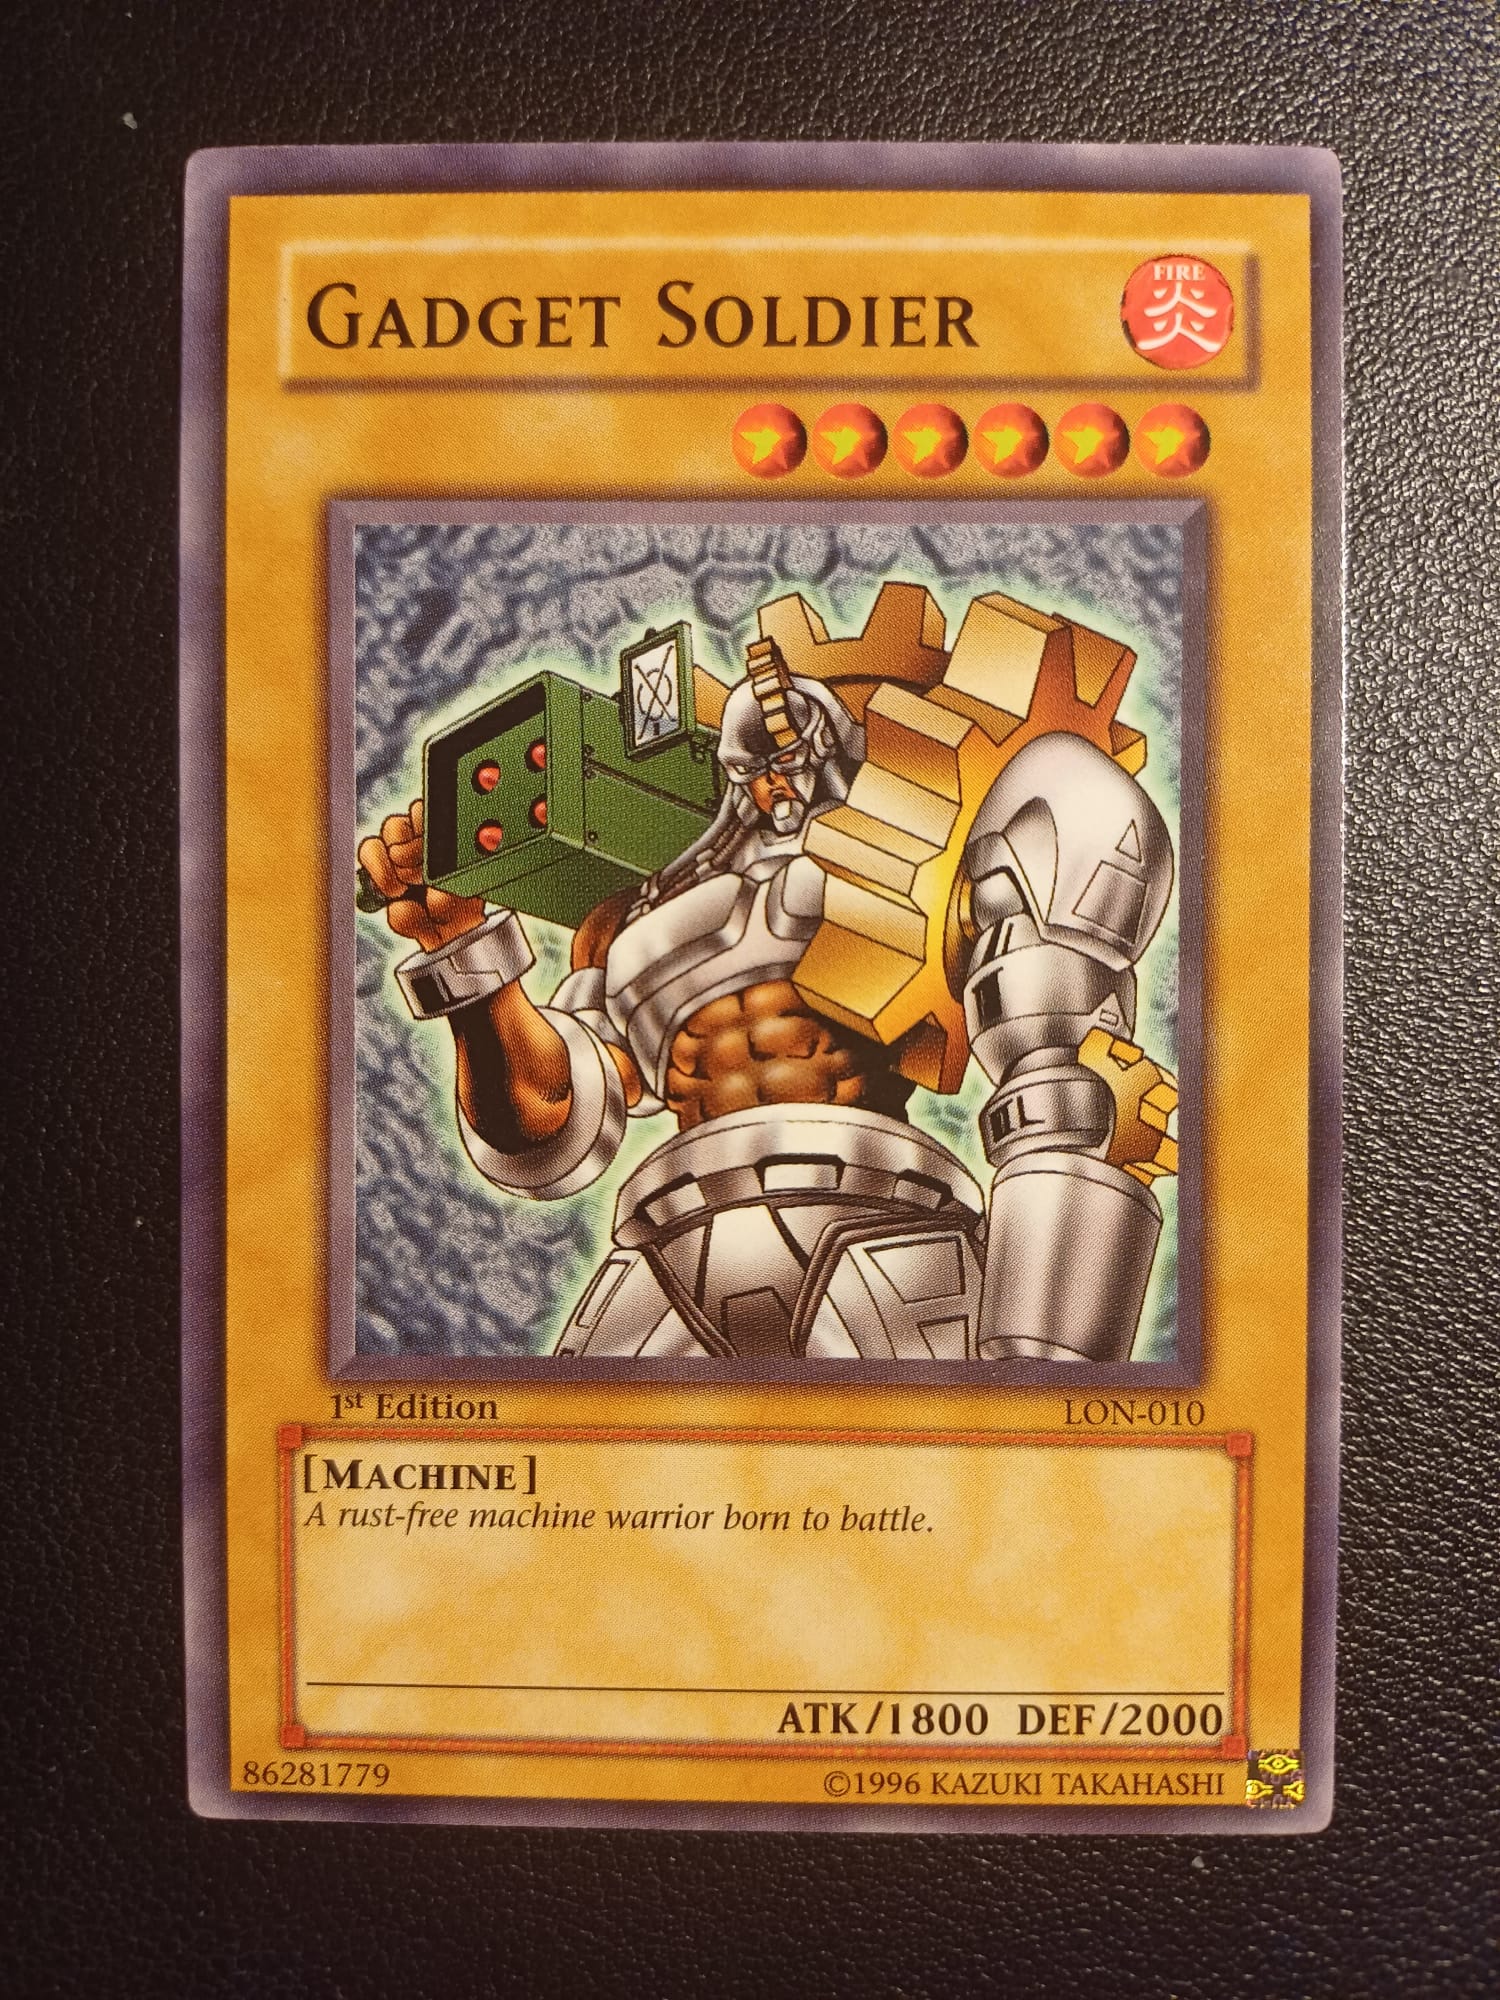 GADGET SOLDIER
FIRE
炎
1st Edition
LON-010
[MACHINE]
A rust-free machine warrior born to battle.
ATK/1800 DEF/2000
86281779
©1996 KAZUKI TAKAHASHI